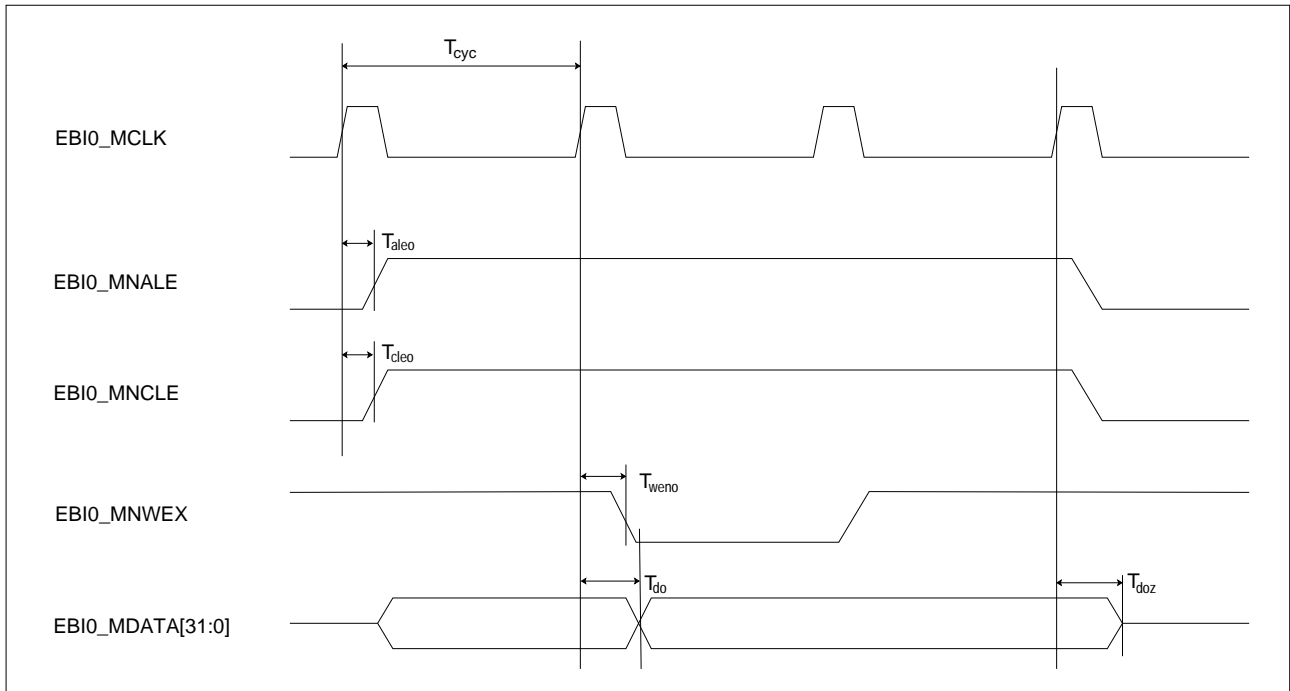 Tcyc
EBI0_MCLK
Taleo
EBI0_MNALE
Tcleo
EBI0_MNCLE
Tweno
EBI0_MNWEX
Tdo
Tdoz
EBI0_MDATA[31:0]